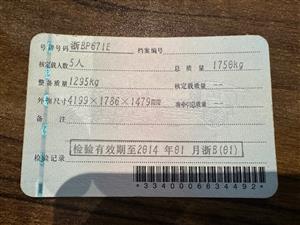 号牌号码 浙BP671E 档案编号
核定载人数 5人 总质量 1750kg
整备质量 1295kg 核定载质量 --
外廓尺寸 4199×1786×1479mm 准牵引总质量 --
备注
检验有效期至2014年01月浙B(01)
检验记录
*3340006634492*